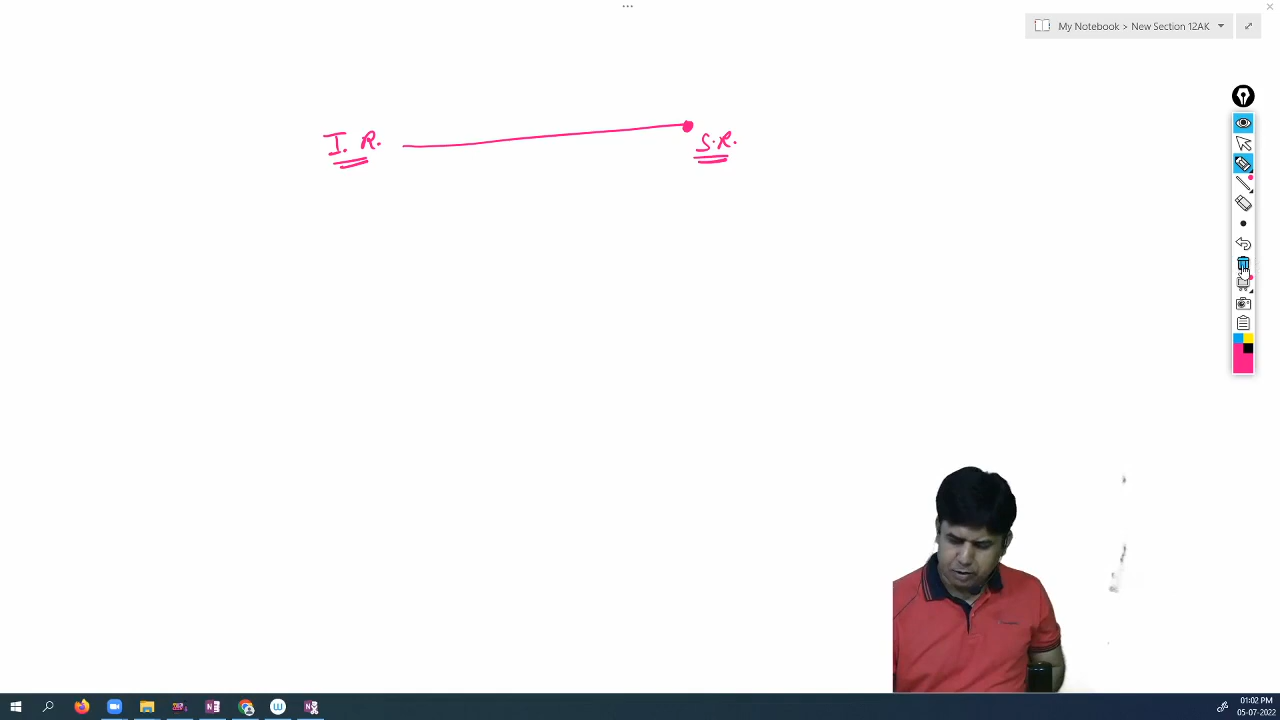 ...
My Notebook > New Section 12AK
I. R. S.R.
01:02 PM
05-07-2022